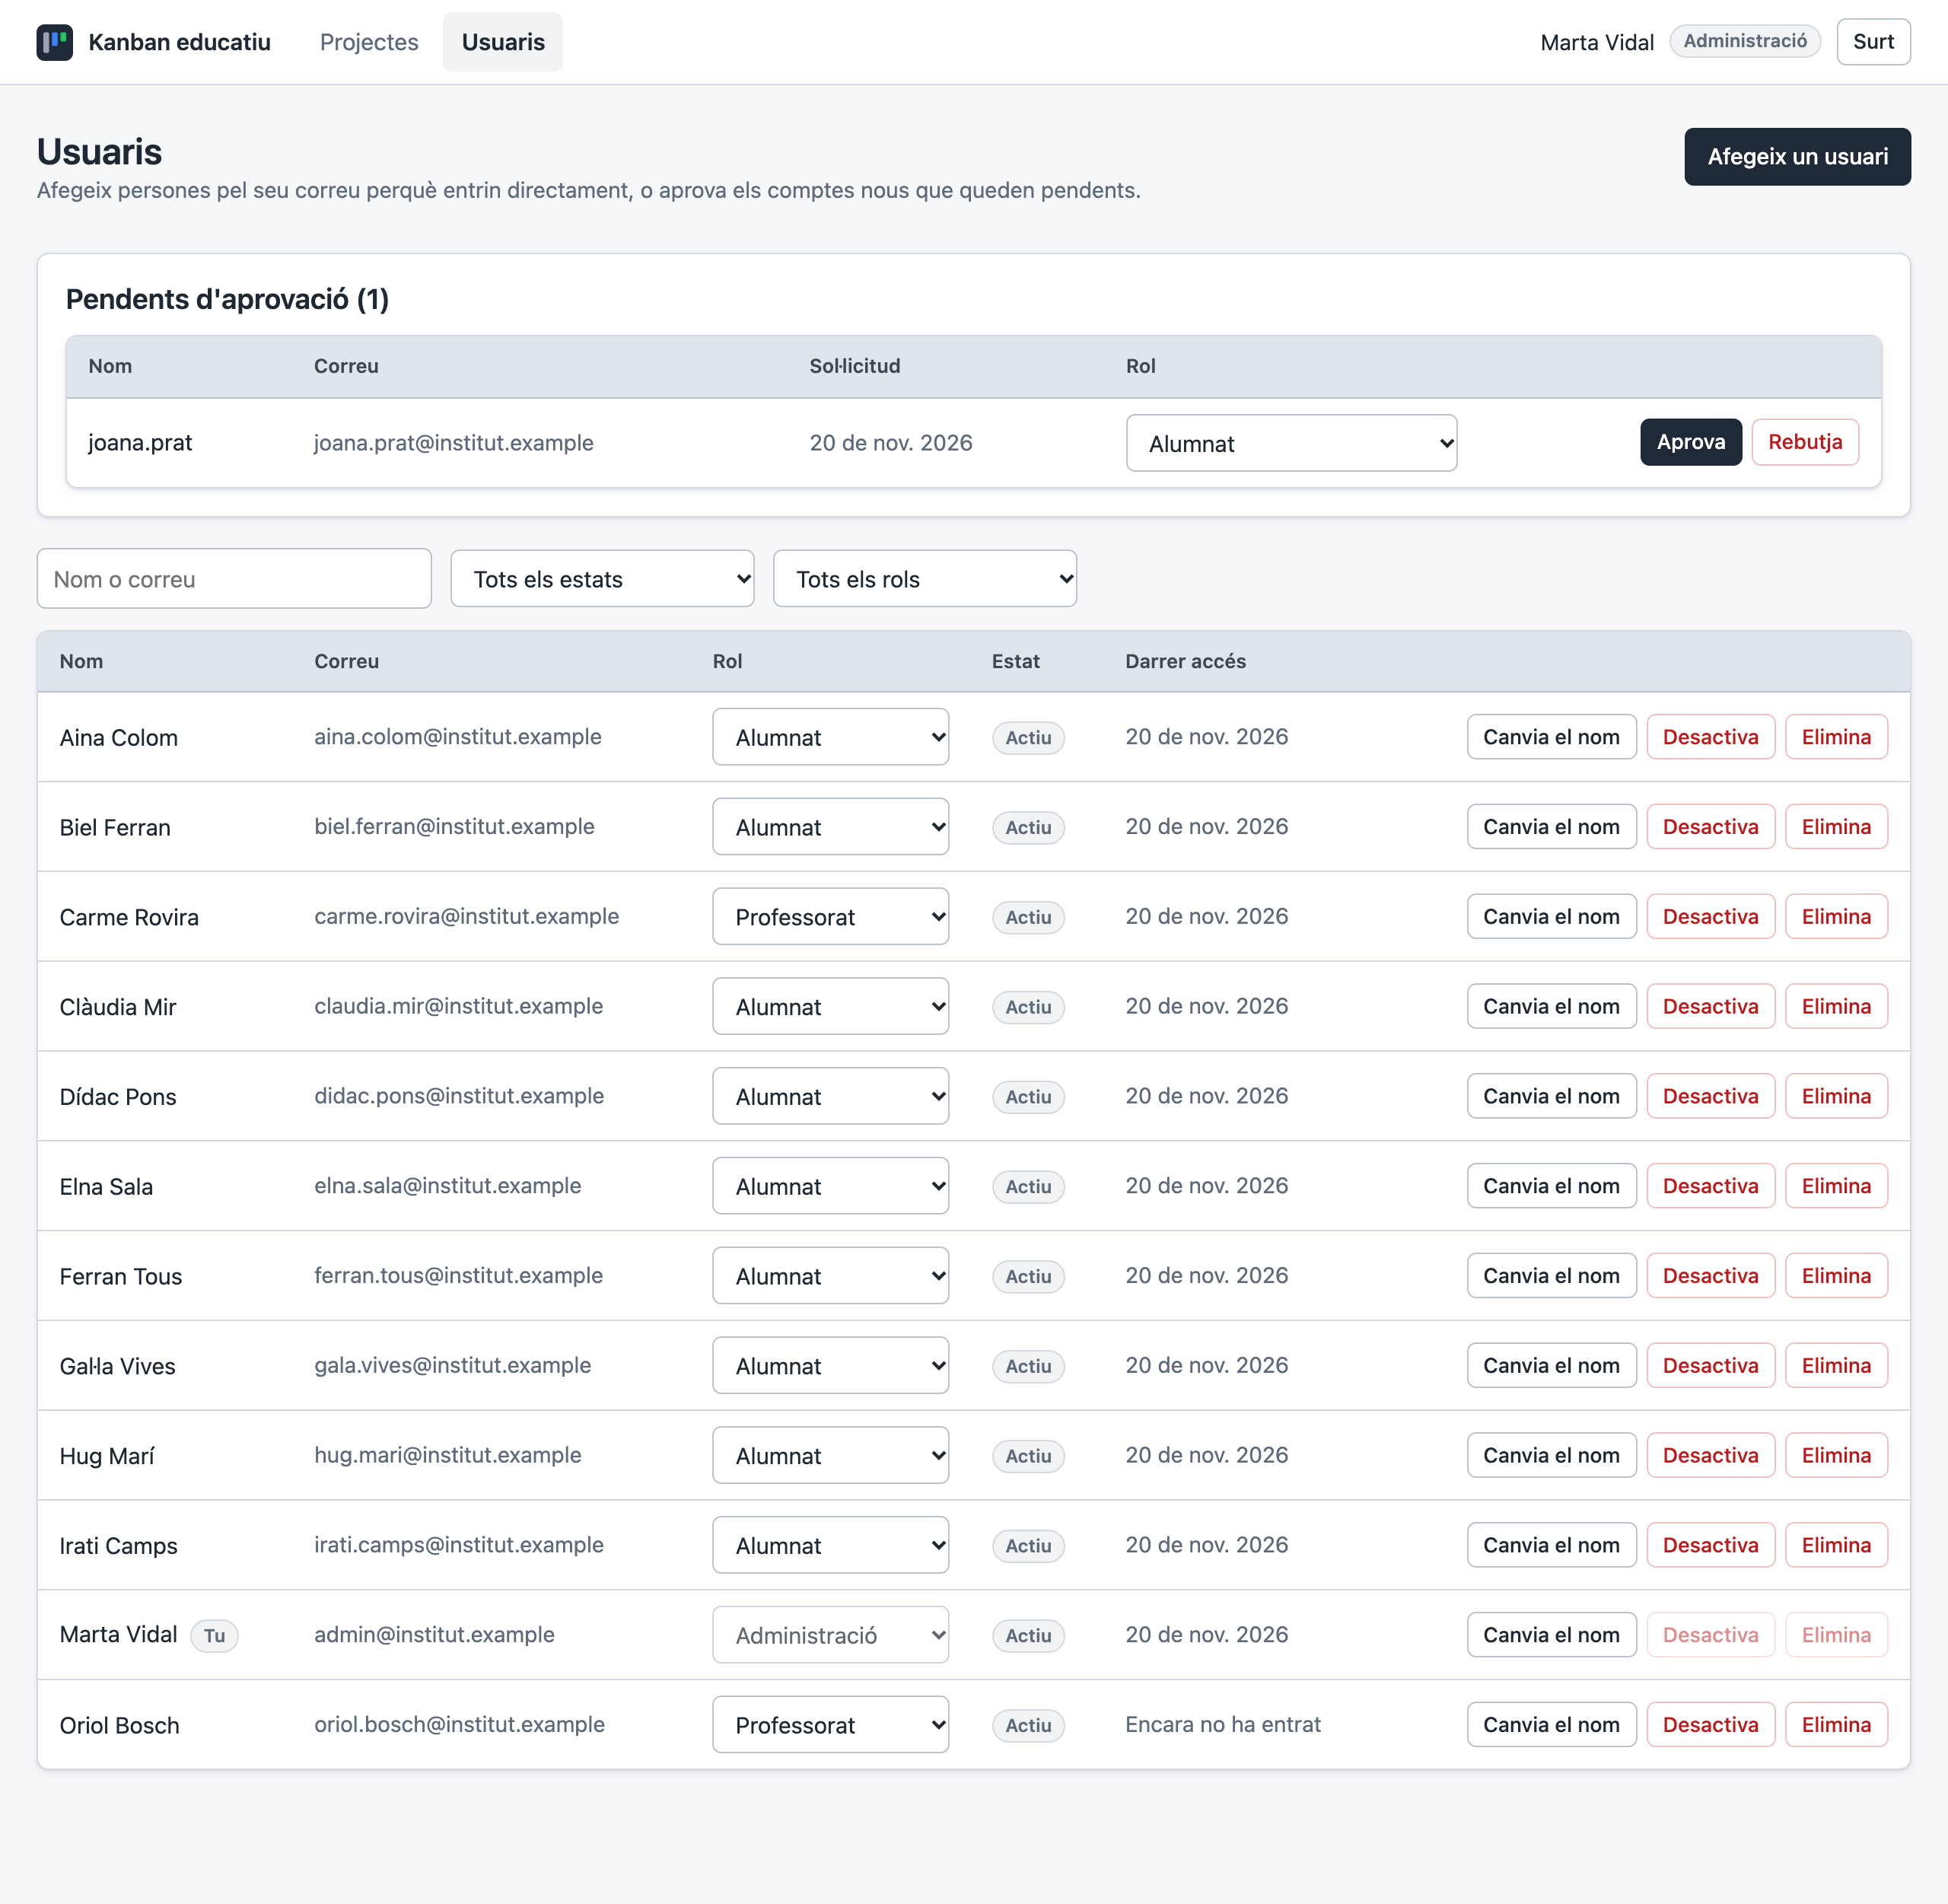 Kanban educatiu Projectes Usuaris Marta Vidal Administració Surt
Usuaris
Afegeix un usuari
Afegeix persones pel seu correu perquè entrin directament, o aprova els comptes nous que queden pendents.
Pendents d'aprovació (1)
Nom Correu Sol·licitud Rol
joana.prat joana.prat@institut.example 20 de nov. 2026 Alumnat Aprova Rebutja
Nom o correu Tots els estats Tots els rols
Nom Correu Rol Estat Darrer accés
Aina Colom aina.colom@institut.example Alumnat Actiu 20 de nov. 2026 Canvia el nom Desactiva Elimina
Biel Ferran biel.ferran@institut.example Alumnat Actiu 20 de nov. 2026 Canvia el nom Desactiva Elimina
Carme Rovira carme.rovira@institut.example Professorat Actiu 20 de nov. 2026 Canvia el nom Desactiva Elimina
Clàudia Mir claudia.mir@institut.example Alumnat Actiu 20 de nov. 2026 Canvia el nom Desactiva Elimina
Dídac Pons didac.pons@institut.example Alumnat Actiu 20 de nov. 2026 Canvia el nom Desactiva Elimina
Elna Sala elna.sala@institut.example Alumnat Actiu 20 de nov. 2026 Canvia el nom Desactiva Elimina
Ferran Tous ferran.tous@institut.example Alumnat Actiu 20 de nov. 2026 Canvia el nom Desactiva Elimina
Gal·la Vives gala.vives@institut.example Alumnat Actiu 20 de nov. 2026 Canvia el nom Desactiva Elimina
Hug Marí hug.mari@institut.example Alumnat Actiu 20 de nov. 2026 Canvia el nom Desactiva Elimina
Irati Camps irati.camps@institut.example Alumnat Actiu 20 de nov. 2026 Canvia el nom Desactiva Elimina
Marta Vidal Tu admin@institut.example Administració Actiu 20 de nov. 2026 Canvia el nom Desactiva Elimina
Oriol Bosch oriol.bosch@institut.example Professorat Actiu Encara no ha entrat Canvia el nom Desactiva Elimina